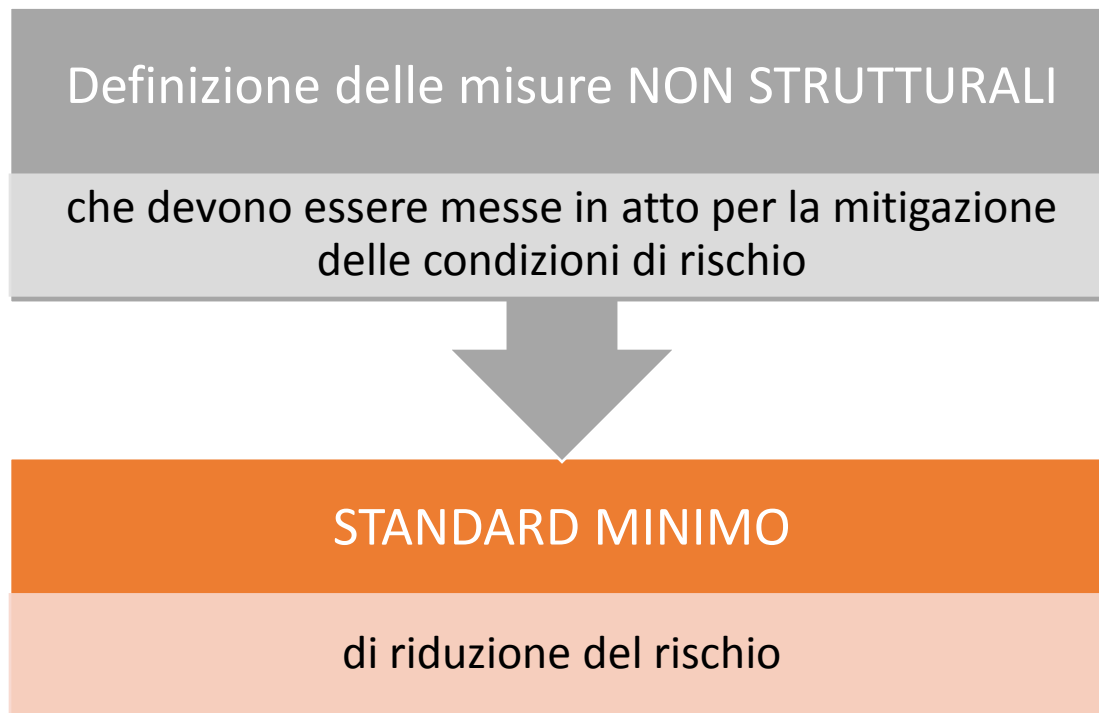 Definizione delle misure NON STRUTTURALI
che devono essere messe in atto per la mitigazione
delle condizioni di rischio
STANDARD MINIMO
di riduzione del rischio